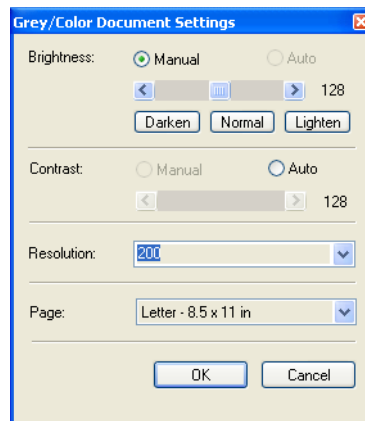 Grey/Color Document Settings
Brightness: Manual Auto
128
Darken Normal Lighten
Contrast: Manual Auto
128
Resolution: 200
Page: Letter - 8.5 x 11 in
OK Cancel